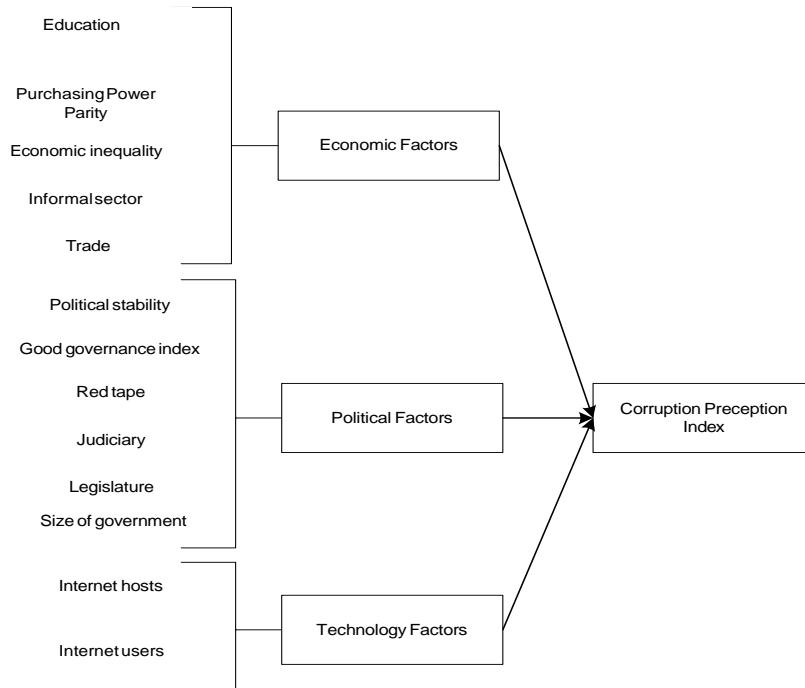 Education
Purchasing Power
Parity
Economic inequality
Informal sector
Trade
Economic Factors
Political stability
Good governance index
Red tape
Judiciary
Legislature
Size of government
Political Factors
Corruption Preception
Index
Internet hosts
Internet users
Technology Factors